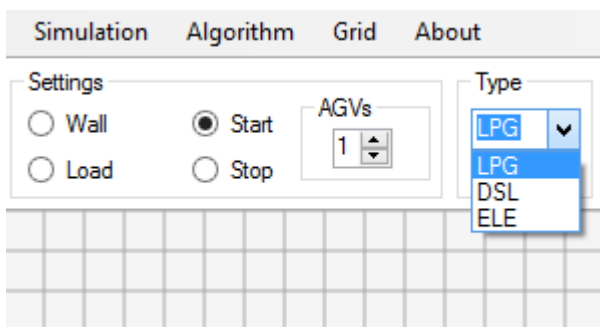 Simulation Algorithm Grid About
Settings
Type
AGVs
Wall Start
1
LPG
Load Stop
LPG
DSL
ELE